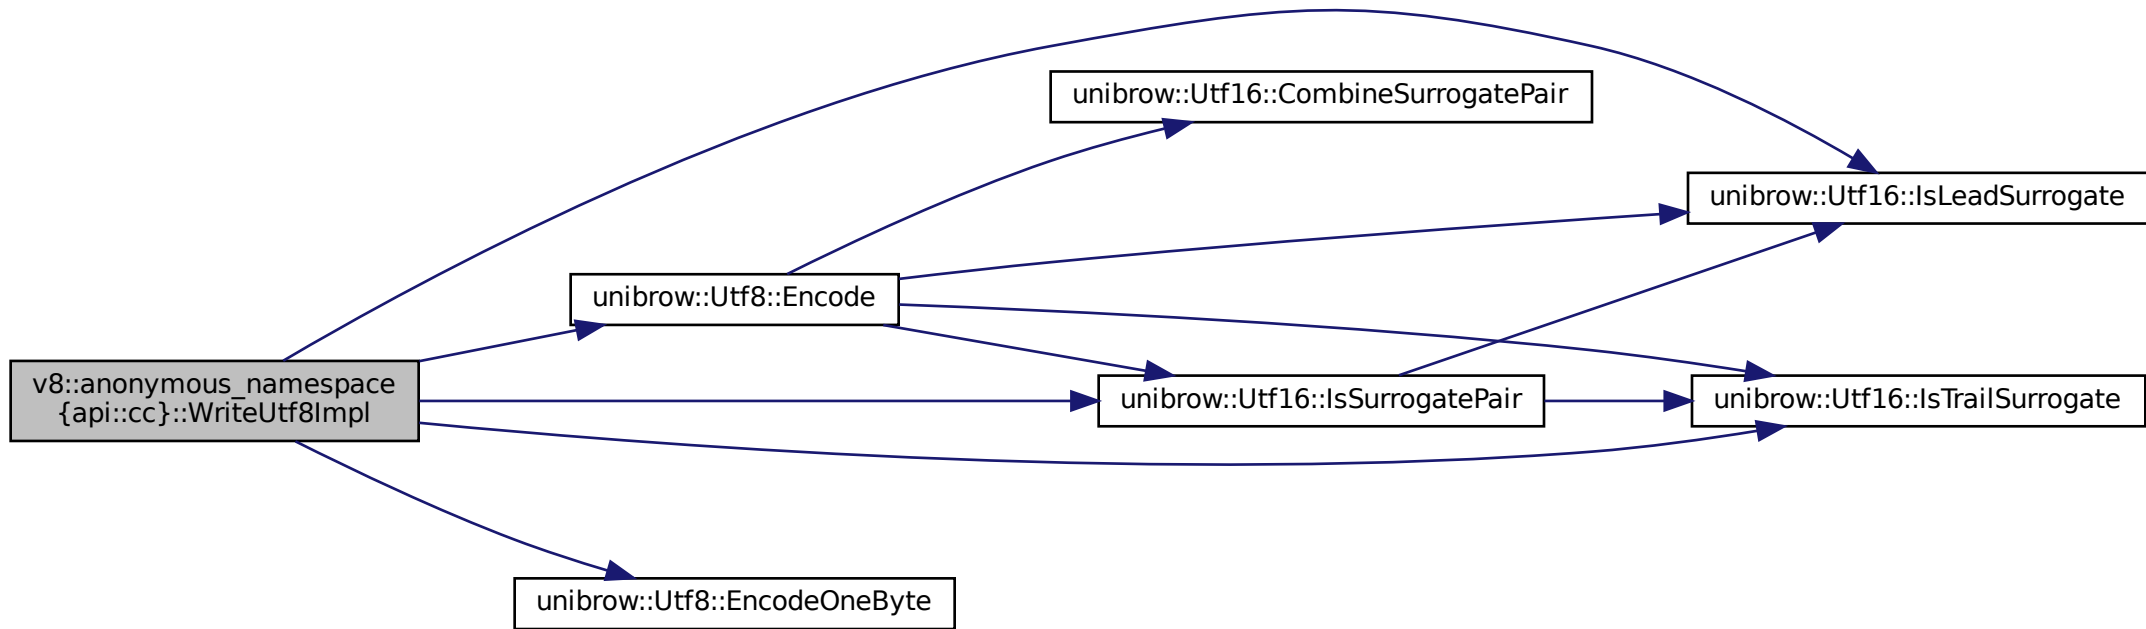 unibrow::Utf16::CombineSurrogatePair
unibrow::Utf16::IsLeadSurrogate
unibrow::Utf8::Encode
v8::anonymous_namespace
{api::cc}::WriteUtf8Impl
unibrow::Utf16::IsSurrogatePair
unibrow::Utf16::IsTrailSurrogate
unibrow::Utf8::EncodeOneByte